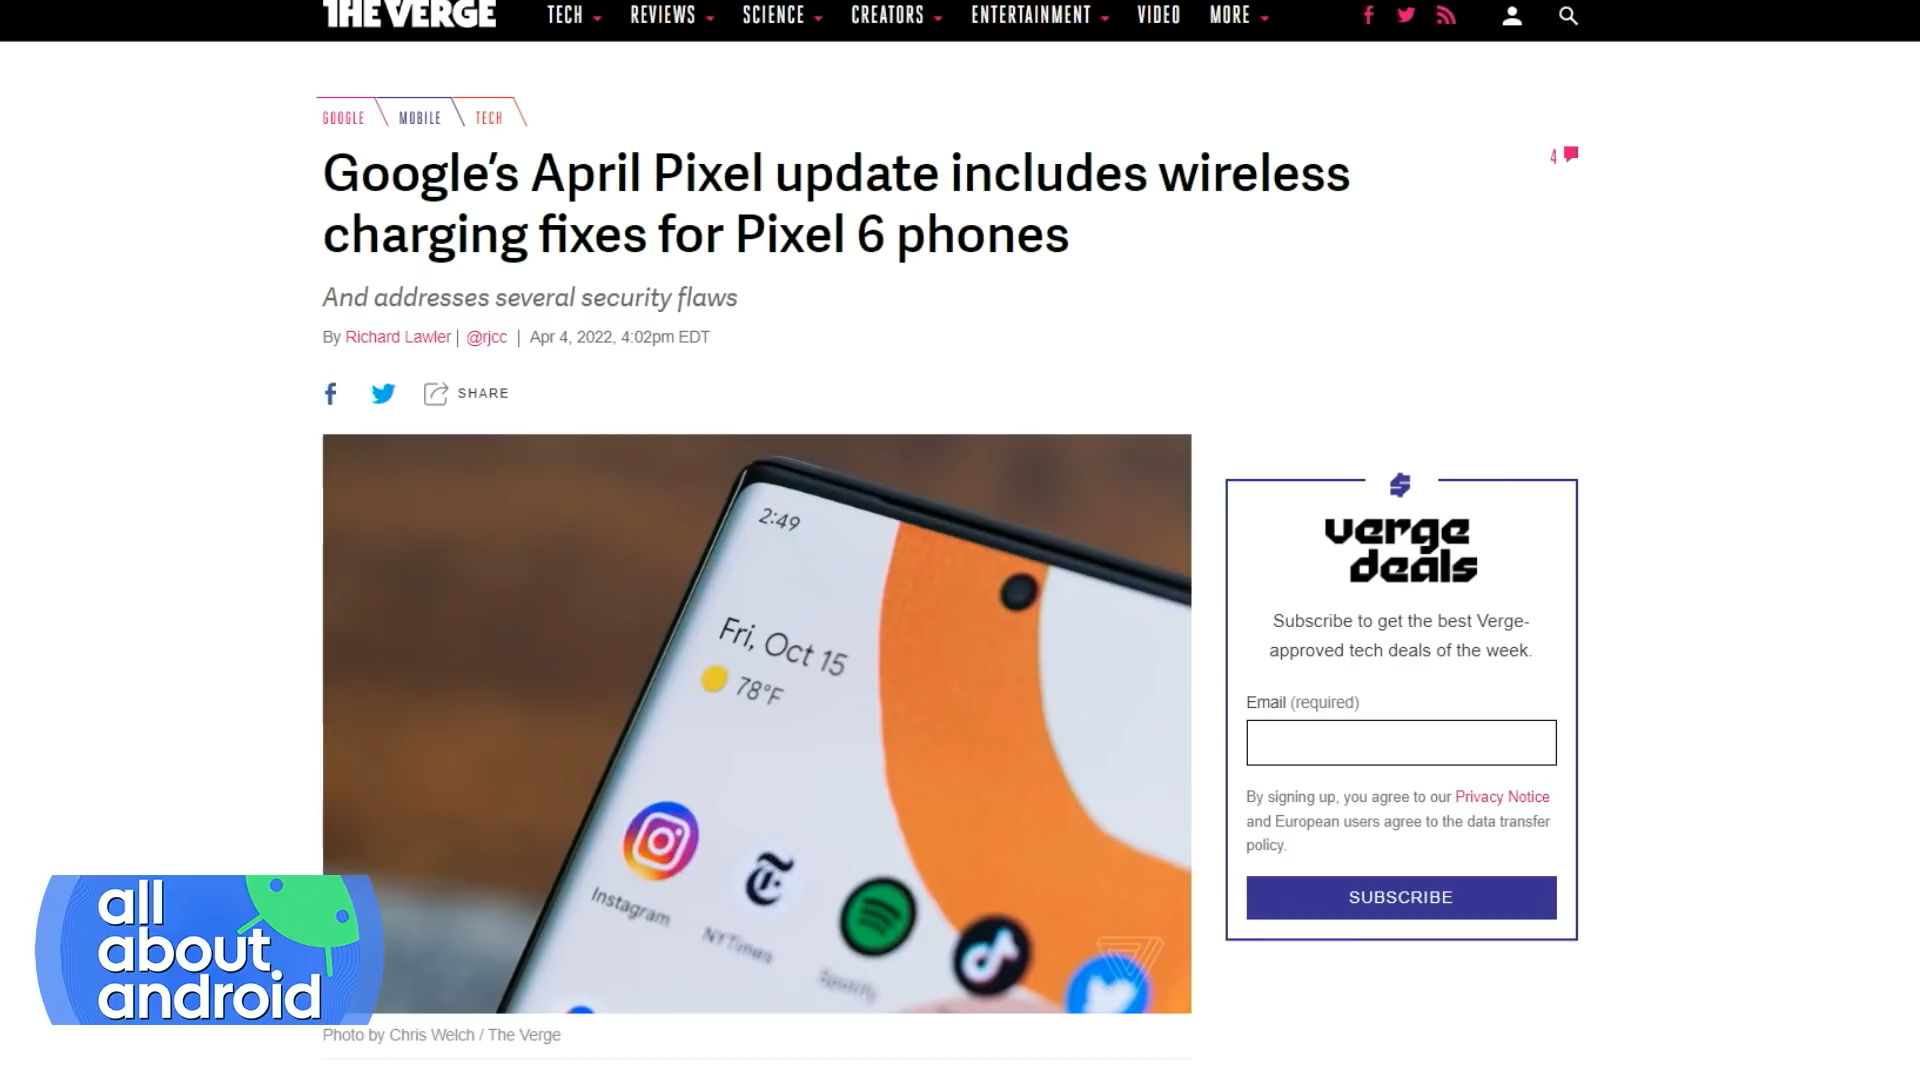 THE VERGE
TECH REVIEWS SCIENCE CREATORS ENTERTAINMENT VIDEO MORE
GOOGLE MOBILE TECH
Google’s April Pixel update includes wireless
charging fixes for Pixel 6 phones
4
And addresses several security flaws
By Richard Lawler | @rjcc | Apr 4, 2022, 4:02pm EDT
SHARE
2:49
Fri, Oct 15
78°F
Instagram
NYTimes
Spotify
verge
deals
Subscribe to get the best Verge-
approved tech deals of the week.
Email (required)
By signing up, you agree to our Privacy Notice
and European users agree to the data transfer
policy.
SUBSCRIBE
all
about
android
Photo by Chris Welch / The Verge